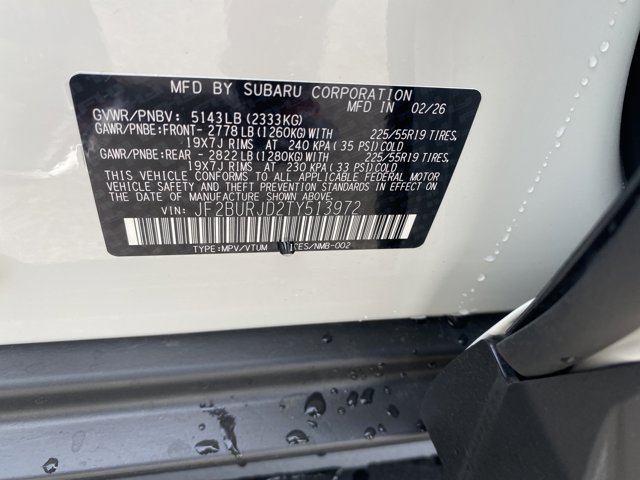 MFD BY SUBARU CORPORATION
GVWR/PNBV: 5143LB (2333KG) MFD IN 02/26
GAWR/PNBE:FRONT- 2778LB (1260KG)WITH 225/55R19 TIRES,
19X7J RIMS AT 240 KPA (35 PSI)COLD
GAWR/PNBE:REAR - 2822LB (1280KG)WITH 225/55R19 TIRES,
19X7J RIMS AT 230 KPA (33 PSI)COLD
THIS VEHICLE CONFORMS TO ALL APPLICABLE FEDERAL MOTOR
VEHICLE SAFETY AND THEFT PREVENTION STANDARDS IN EFFECT
ON THE DATE OF MANUFACTURE
VIN: JF2BURJD2TY513972
TYPE:MPV/VTUM /NMB-002